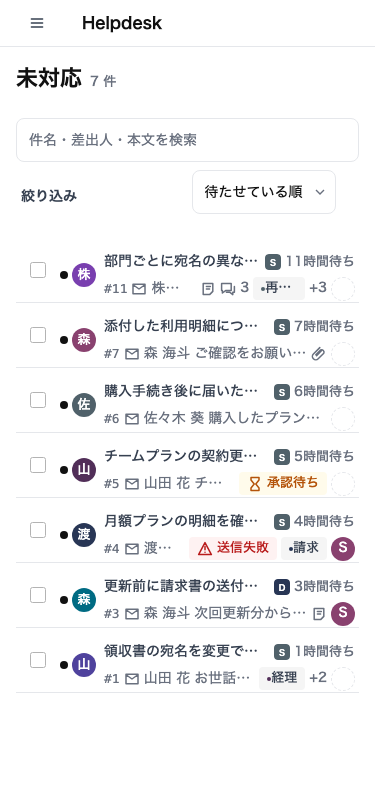 Helpdesk
未対応 7 件
件名・差出人・本文を検索
絞り込み 待たせている順
株 部門ごとに宛名の異な… S 11時間待ち
#11 株… 3 再… +3
森 添付した利用明細につ… S 7時間待ち
#7 森 海斗 ご確認をお願い…
佐 購入手続き後に届いた… S 6時間待ち
#6 佐々木 葵 購入したプラン…
山 チームプランの契約更… S 5時間待ち
#5 山田 花 チ… 承認待ち
渡 月額プランの明細を確… S 4時間待ち
#4 渡… 送信失敗 請求 S
森 更新前に請求書の送付… D 3時間待ち
#3 森 海斗 次回更新分から… S
山 領収書の宛名を変更で… S 1時間待ち
#1 山田 花 お世話… 経理 +2